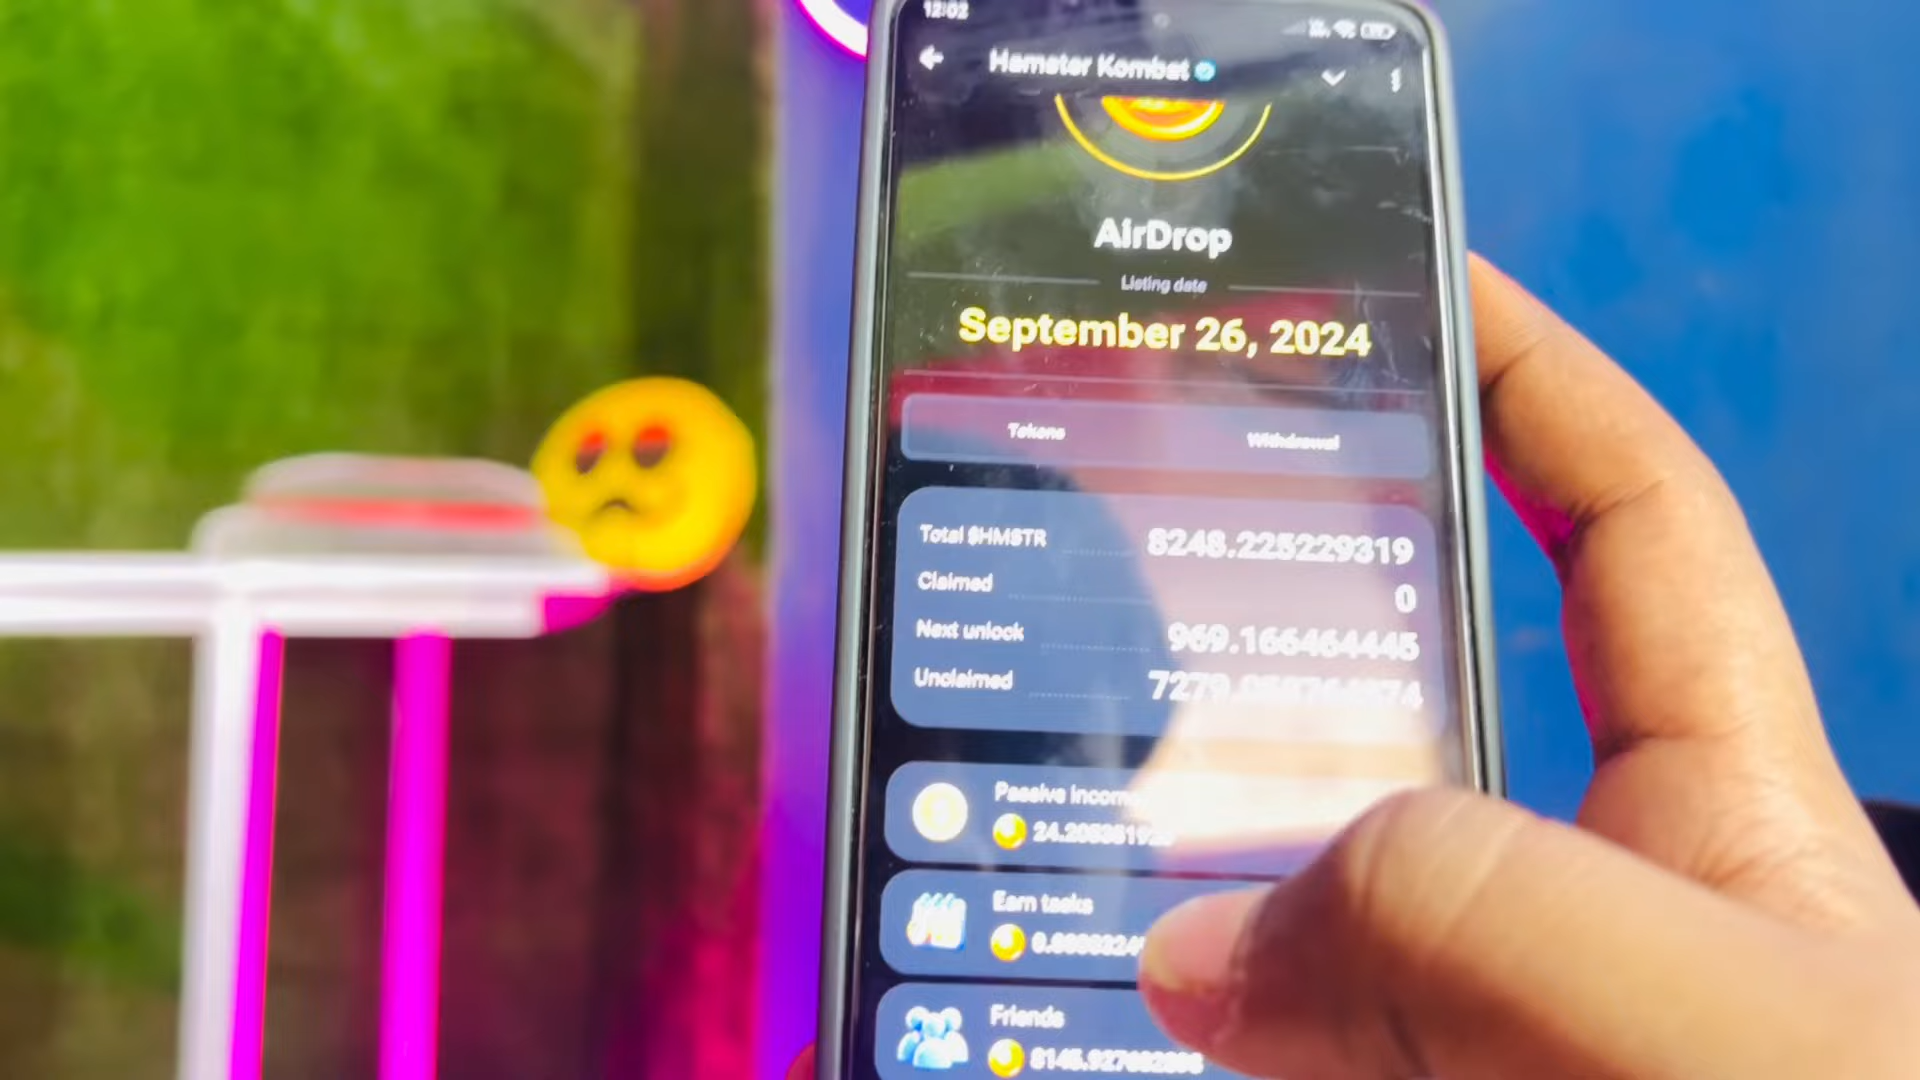 12:02
Hamster Kombat
AirDrop
Listing date
September 26, 2024
Tokens Withdrawal
Total $HMSTR 8248.225229319
Claimed 0
Next unlock 969.166464445
Unclaimed
Passive income
Earn tasks
Friends